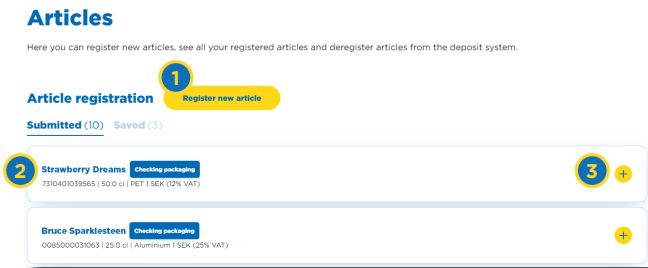 Articles
Here you can register new articles, see all your registered articles and deregister articles from the deposit system.
1
Article registration Register new article
Submitted (10) Saved (3)
2 Strawberry Dreams Checking packaging 3 +
7310401039565 | 50.0 cl | PET 1 SEK (12% VAT)
Bruce Sparklesteen Checking packaging +
0085000031063 | 25.0 cl | Aluminium 1 SEK (25% VAT)